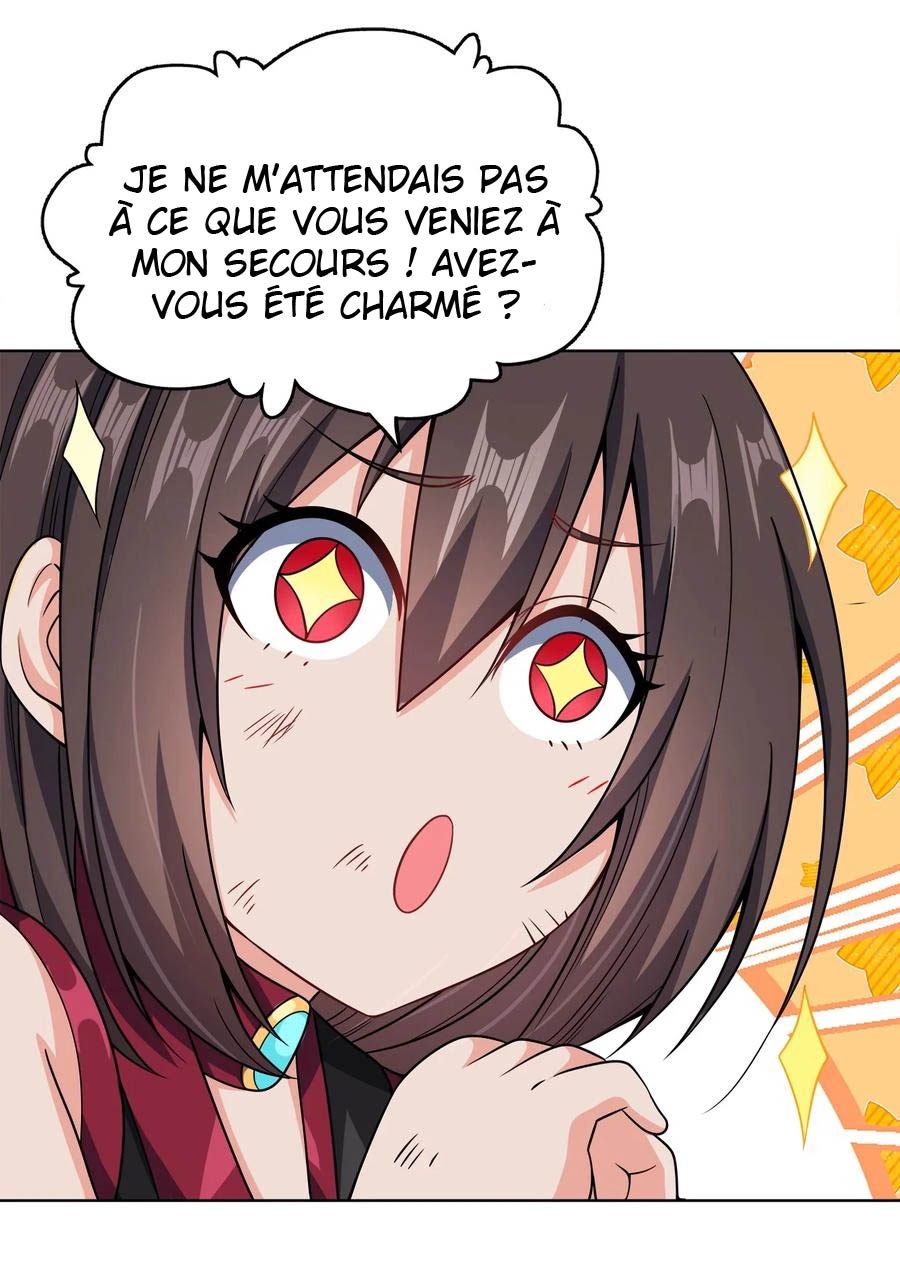 JE NE M'ATTENDAIS PAS
À CE QUE VOUS VENIEZ À
MON SECOURS ! AVEZ-
VOUS ÉTÉ CHARMÉ ?